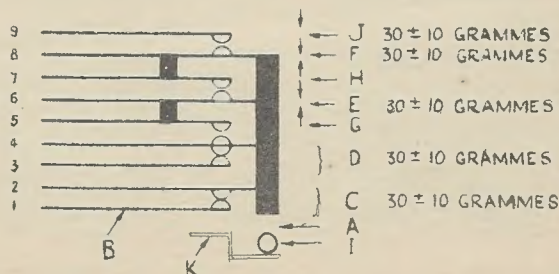 9
J 30 ± 10 GRAMMES
8
F 30 ± 10 GRAMMES
7
H
6
E 30 ± 10 GRAMMES
5
G
4
D 30 ± 10 GRAMMES
3
2
C 30 ± 10 GRAMMES
1
A
B
I
K